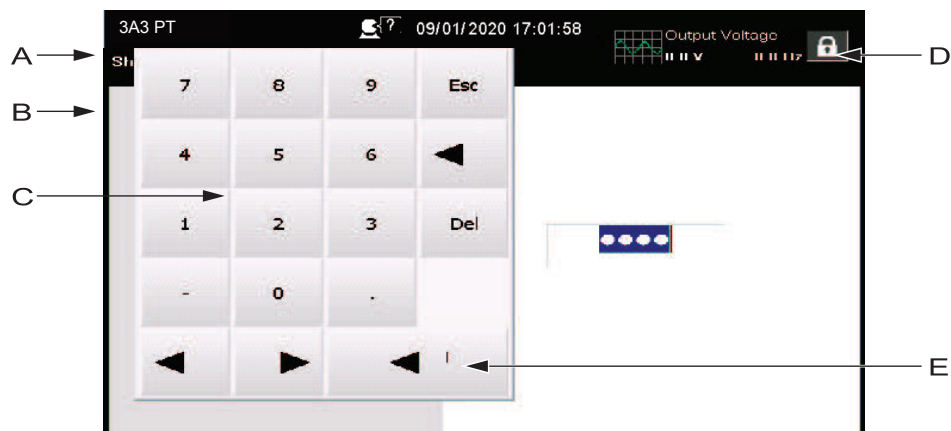 3A3 PT ? 09/01/2020 17:01:58 Output Voltage
A D
B
7 8 9 Esc
4 5 6
C
1 2 3 Del
- 0 .
E